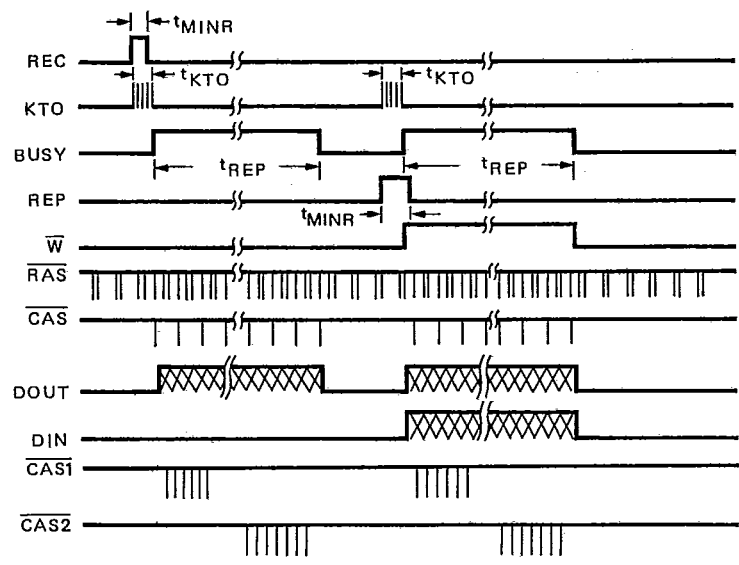 tMINR
REC
tKTO
tKTO
KTO
BUSY
tREP
tREP
REP
tMINR
W
RAS
CAS
DOUT
DIN
CAS1
CAS2